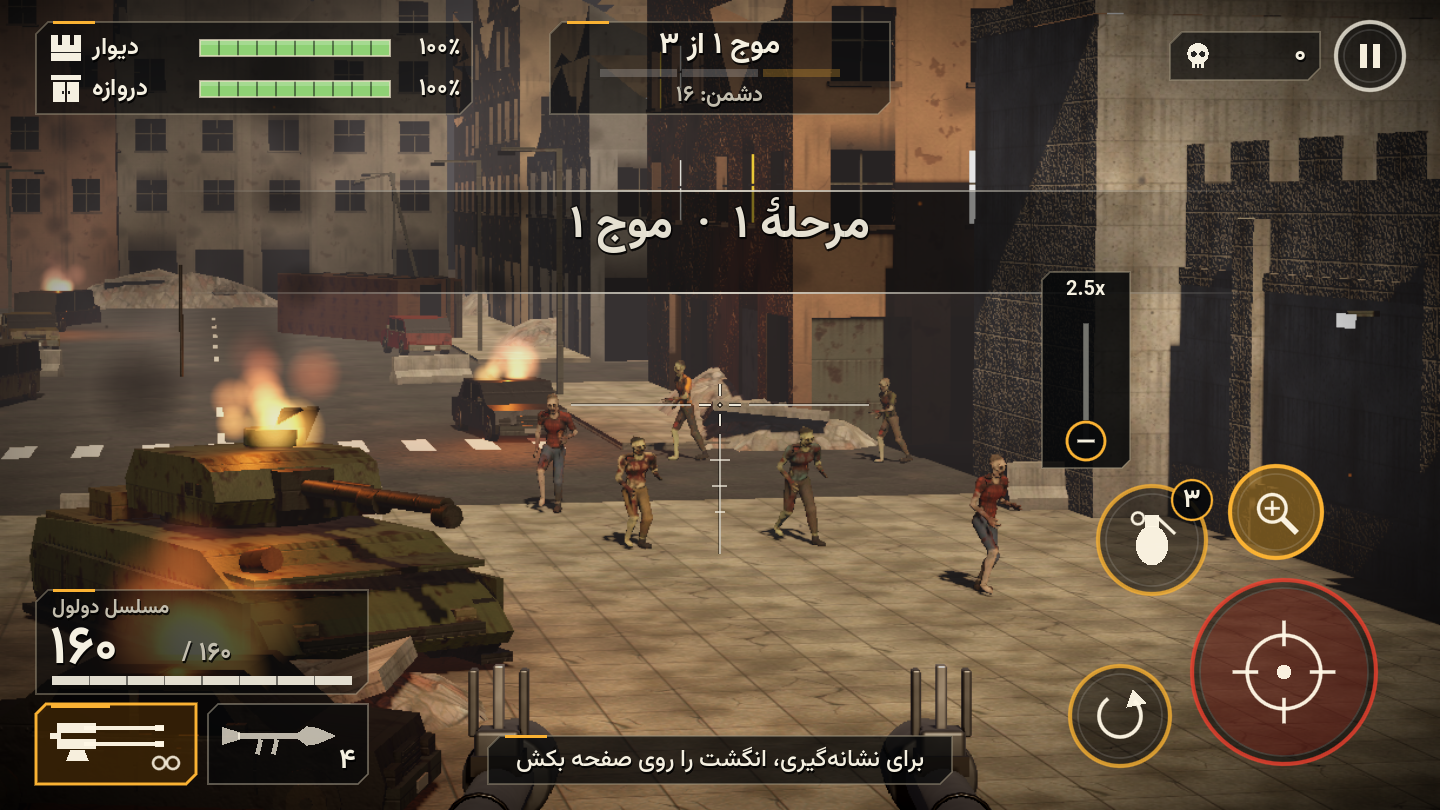 دیوار ۱۰۰٪
دروازه ۱۰۰٪
موج ۱ از ۳
دشمن: ۱۶
۰
مرحلهٔ ۱ · موج ۱
2.5x
۳
مسلسل دولول
۱۶۰ / ۱۶۰
∞
۴
برای نشانه‌گیری، انگشت را روی صفحه بکش